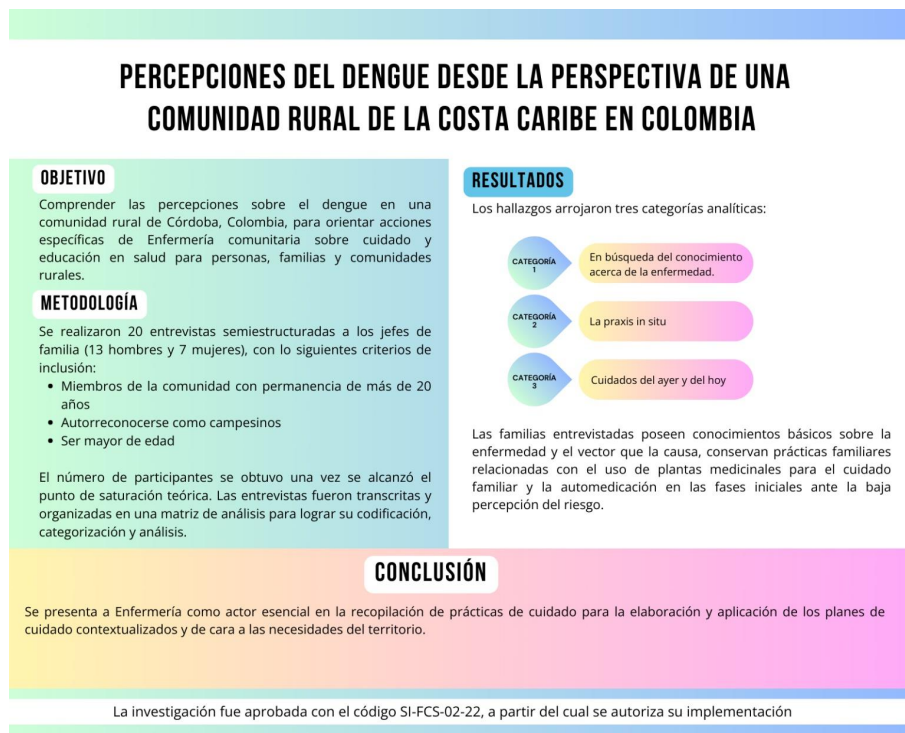 PERCEPCIONES DEL DENGUE DESDE LA PERSPECTIVA DE UNA
COMUNIDAD RURAL DE LA COSTA CARIBE EN COLOMBIA
OBJETIVO
Comprender las percepciones sobre el dengue en una
comunidad rural de Córdoba, Colombia, para orientar acciones
específicas de Enfermería comunitaria sobre cuidado y
educación en salud para personas, familias y comunidades
rurales.
METODOLOGÍA
Se realizaron 20 entrevistas semiestructuradas a los jefes de
familia (13 hombres y 7 mujeres), con lo siguientes criterios de
inclusión:
• Miembros de la comunidad con permanencia de más de 20
años
• Autorreconocerse como campesinos
• Ser mayor de edad
El número de participantes se obtuvo una vez se alcanzó el
punto de saturación teórica. Las entrevistas fueron transcritas y
organizadas en una matriz de análisis para lograr su codificación,
categorización y análisis.
RESULTADOS
Los hallazgos arrojaron tres categorías analíticas:
CATEGORÍA
1
En búsqueda del conocimiento
acerca de la enfermedad.
CATEGORÍA
2
La praxis in situ
CATEGORÍA
3
Cuidados del ayer y del hoy
Las familias entrevistadas poseen conocimientos básicos sobre la
enfermedad y el vector que la causa, conservan prácticas familiares
relacionadas con el uso de plantas medicinales para el cuidado
familiar y la automedicación en las fases iniciales ante la baja
percepción del riesgo.
CONCLUSIÓN
Se presenta a Enfermería como actor esencial en la recopilación de prácticas de cuidado para la elaboración y aplicación de los planes de
cuidado contextualizados y de cara a las necesidades del territorio.
La investigación fue aprobada con el código SI-FCS-02-22, a partir del cual se autoriza su implementación